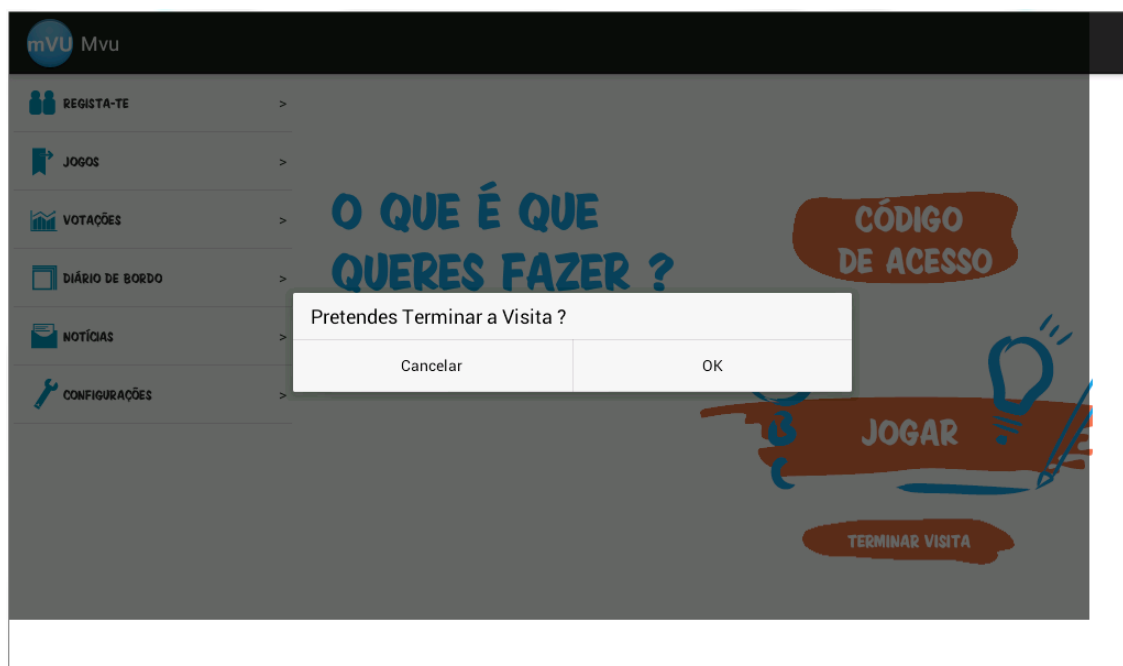 mVU Mvu
REGISTA-TE >
JOGOS >
VOTAÇÕES >
DIÁRIO DE BORDO >
NOTÍCIAS >
CONFIGURAÇÕES >
O QUE É QUE
QUERES FAZER ?
CÓDIGO
DE ACESSO
Pretendes Terminar a Visita ?
Cancelar
OK
B
C
JOGAR
TERMINAR VISITA